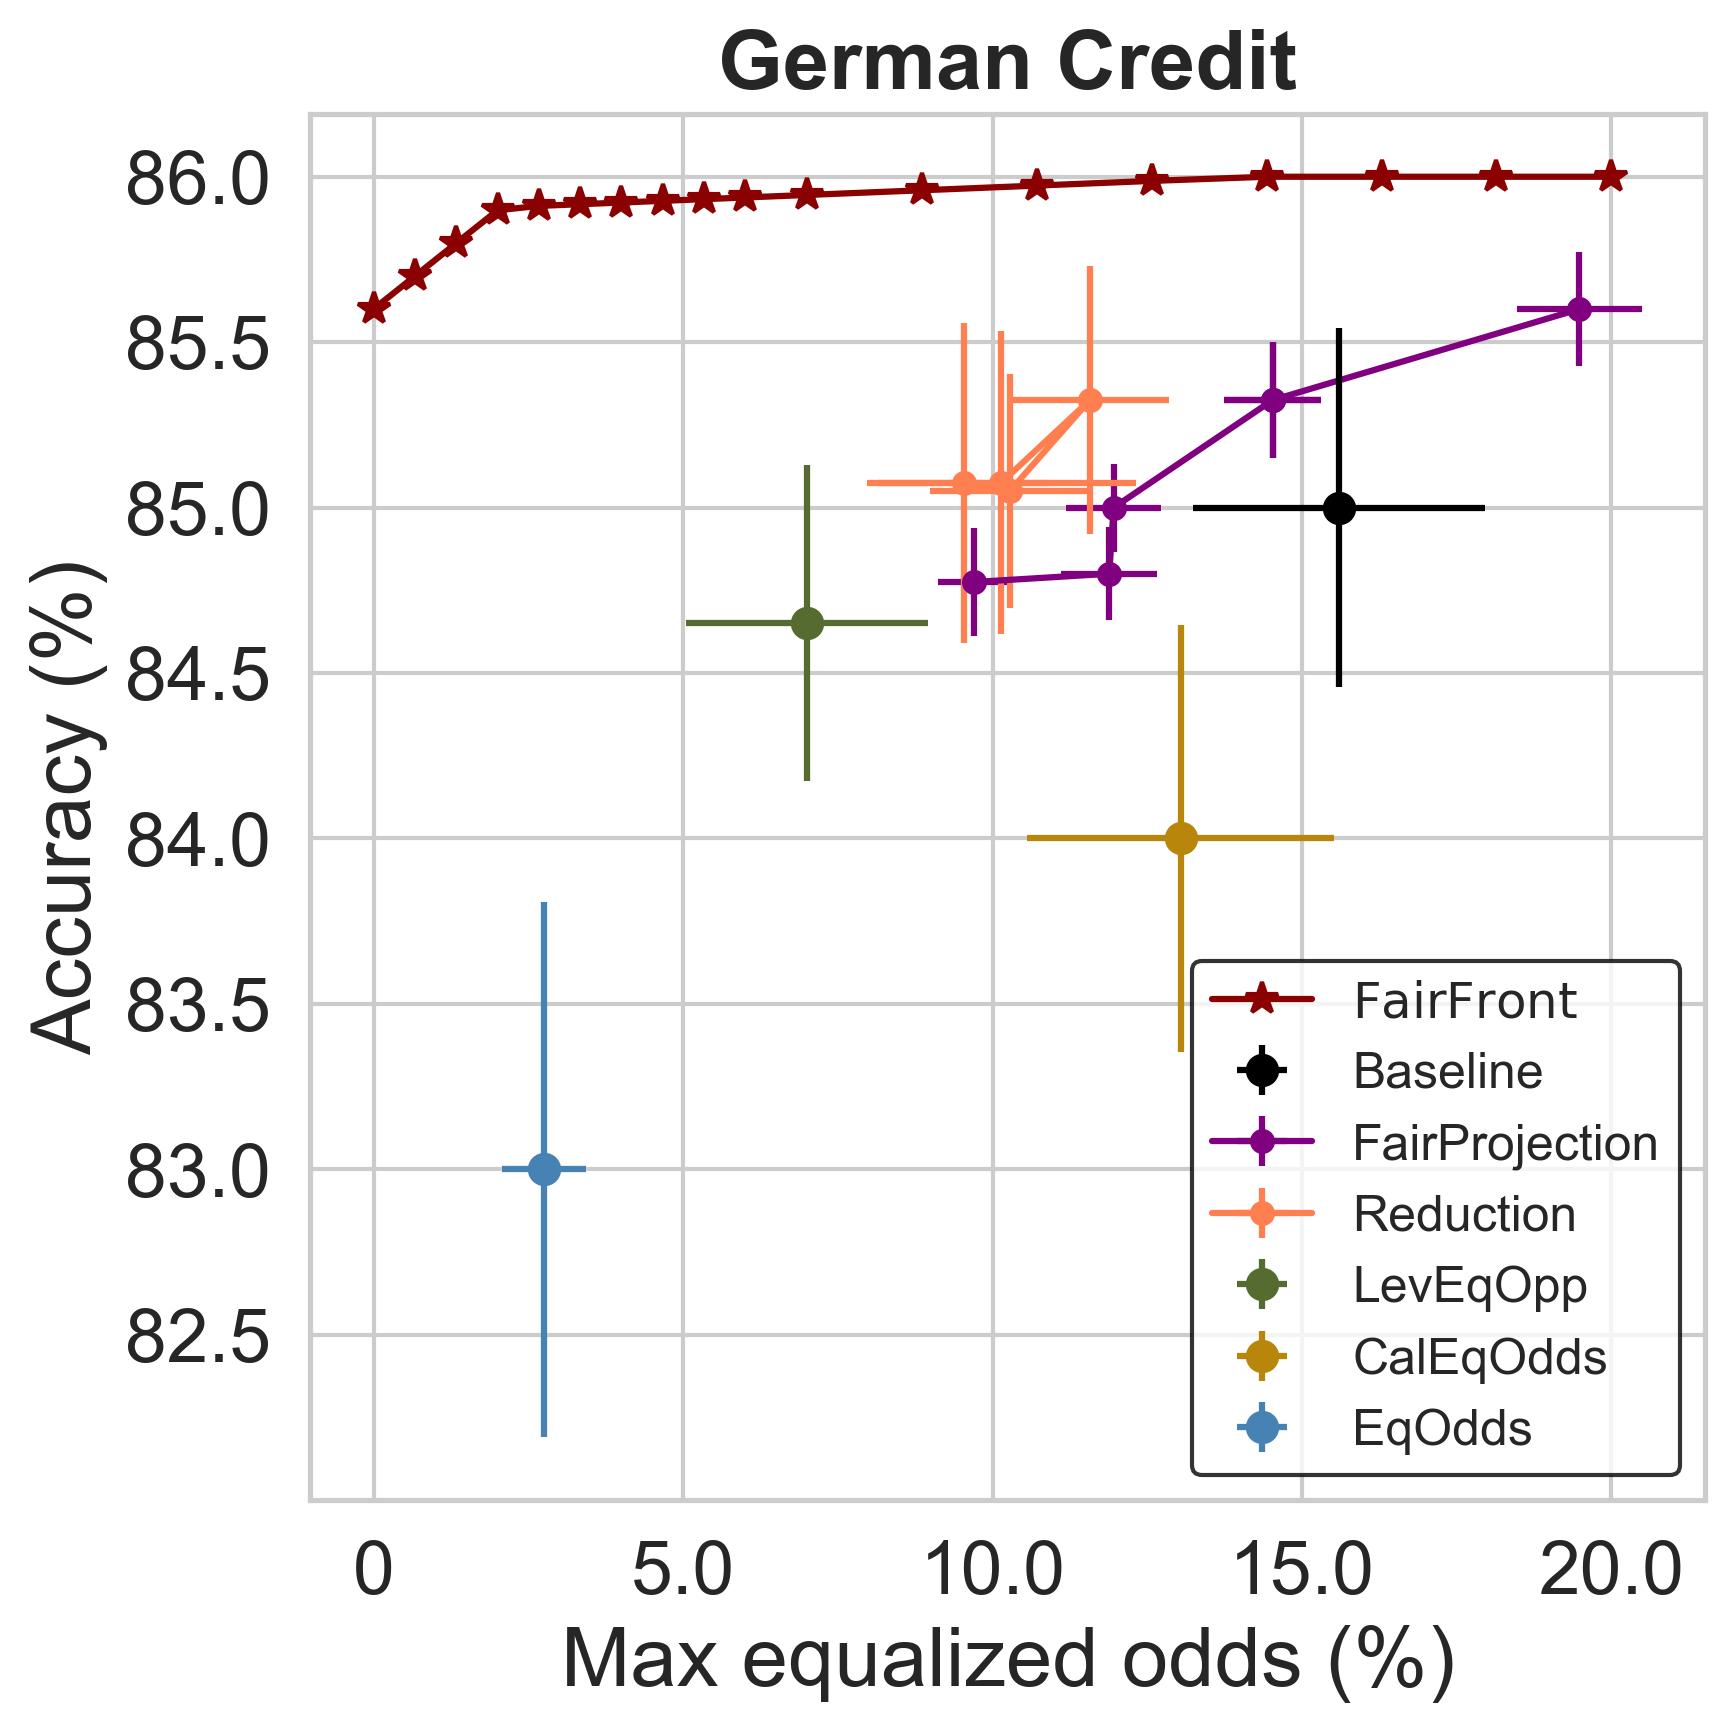 German Credit
86.0
85.5
85.0
84.5
84.0
83.5
83.0
82.5
Accuracy (%)
0 5.0 10.0 15.0 20.0
Max equalized odds (%)
FairFront
Baseline
FairProjection
Reduction
LevEqOpp
CalEqOdds
EqOdds